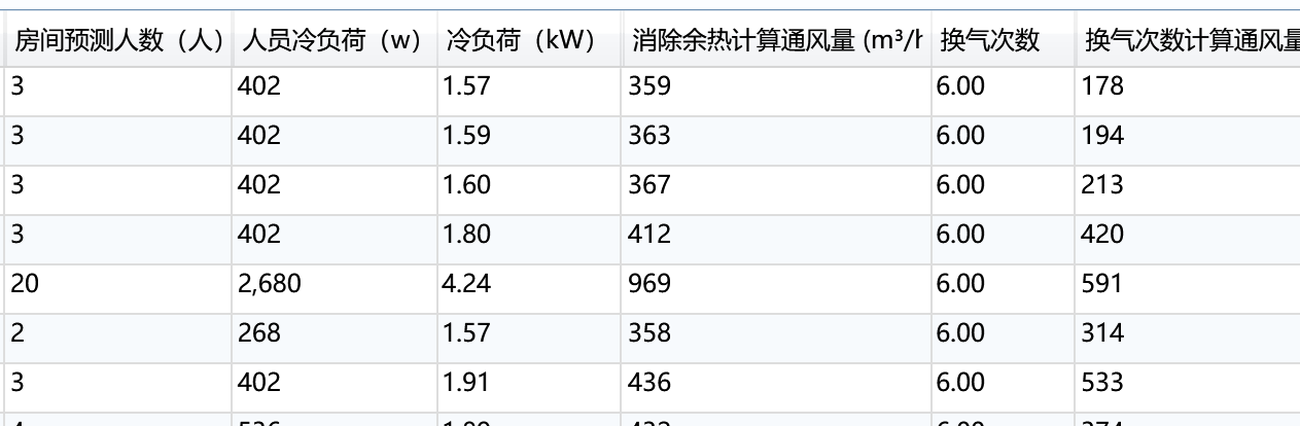 房间预测人数（人） 人员冷负荷（w） 冷负荷（kW） 消除余热计算通风量 (m³/h 换气次数 换气次数计算通风量
3 402 1.57 359 6.00 178
3 402 1.59 363 6.00 194
3 402 1.60 367 6.00 213
3 402 1.80 412 6.00 420
20 2,680 4.24 969 6.00 591
2 268 1.57 358 6.00 314
3 402 1.91 436 6.00 533